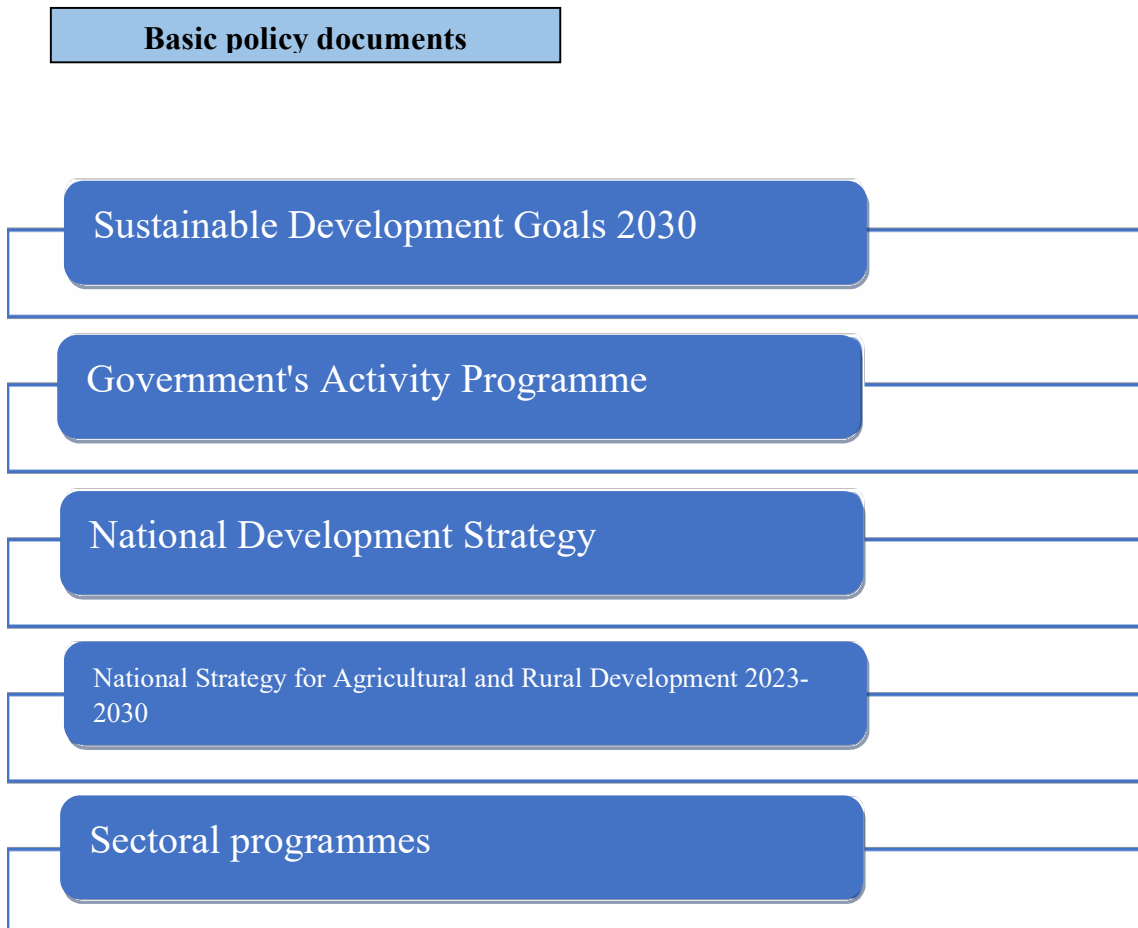 Basic policy documents
Sustainable Development Goals 2030
Government's Activity Programme
National Development Strategy
National Strategy for Agricultural and Rural Development 2023-
2030
Sectoral programmes